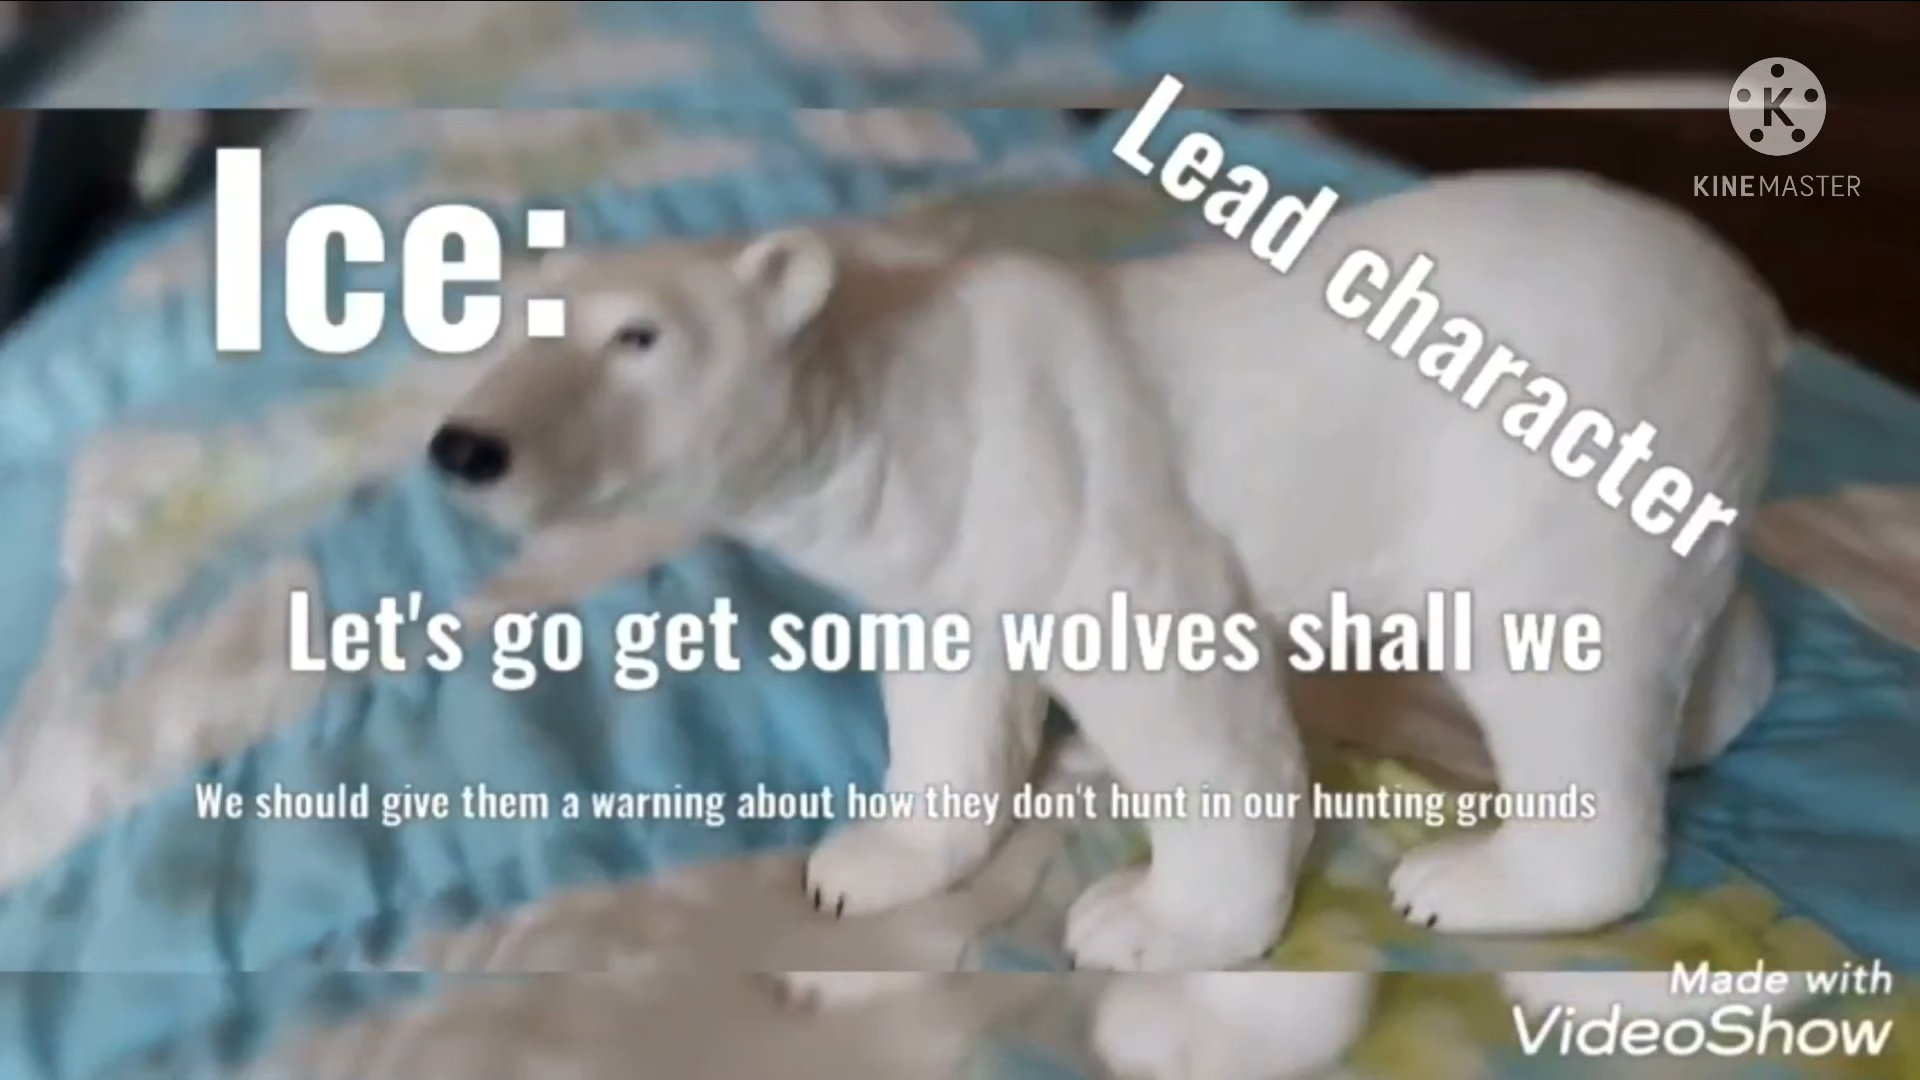 Ice:
Lead character
K
KINEMASTER
Let's go get some wolves shall we
We should give them a warning about how they don't hunt in our hunting grounds
Made with
VideoShow